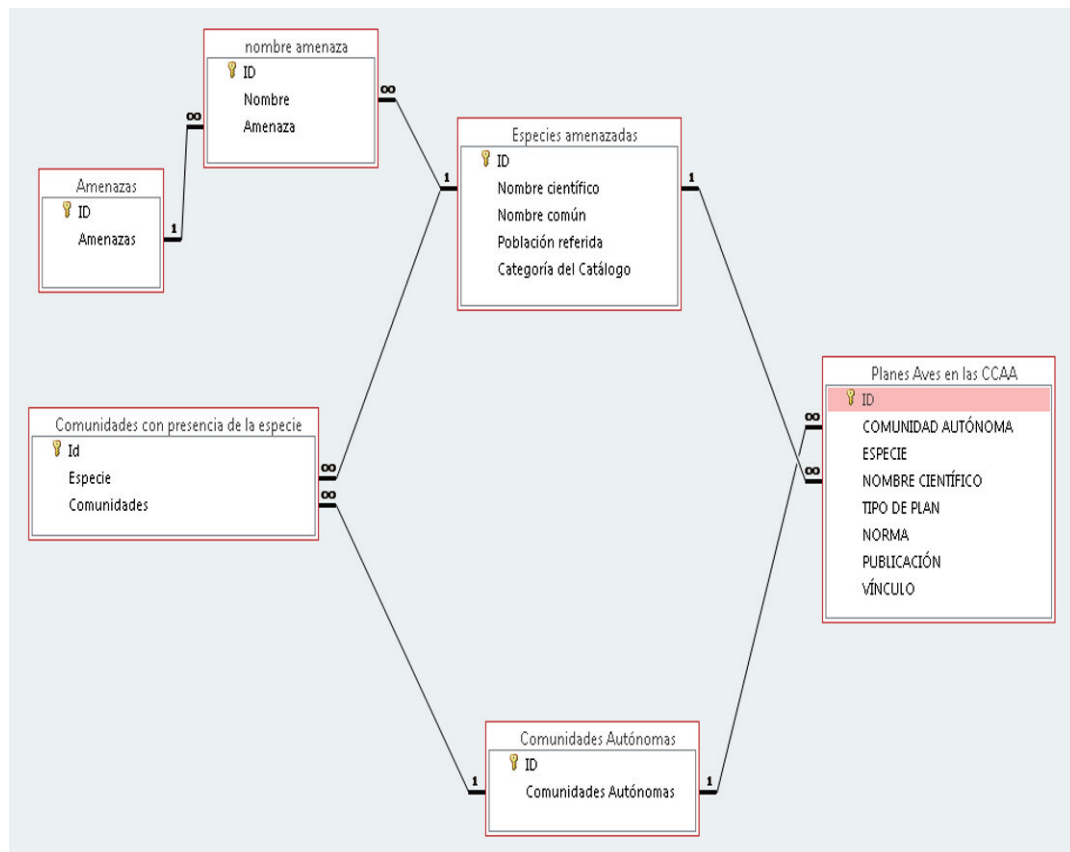 nombre amenaza
ID
Nombre
Amenaza
∞
∞
Amenazas
ID
Amenazas
1
Especies amenazadas
ID
Nombre científico
Nombre común
Población referida
Categoría del Catálogo
1
1
Planes Aves en las CCAA
ID
COMUNIDAD AUTÓNOMA
ESPECIE
NOMBRE CIENTÍFICO
TIPO DE PLAN
NORMA
PUBLICACIÓN
VÍNCULO
∞
∞
Comunidades con presencia de la especie
Id
Especie
Comunidades
∞
∞
Comunidades Autónomas
ID
Comunidades Autónomas
1
1